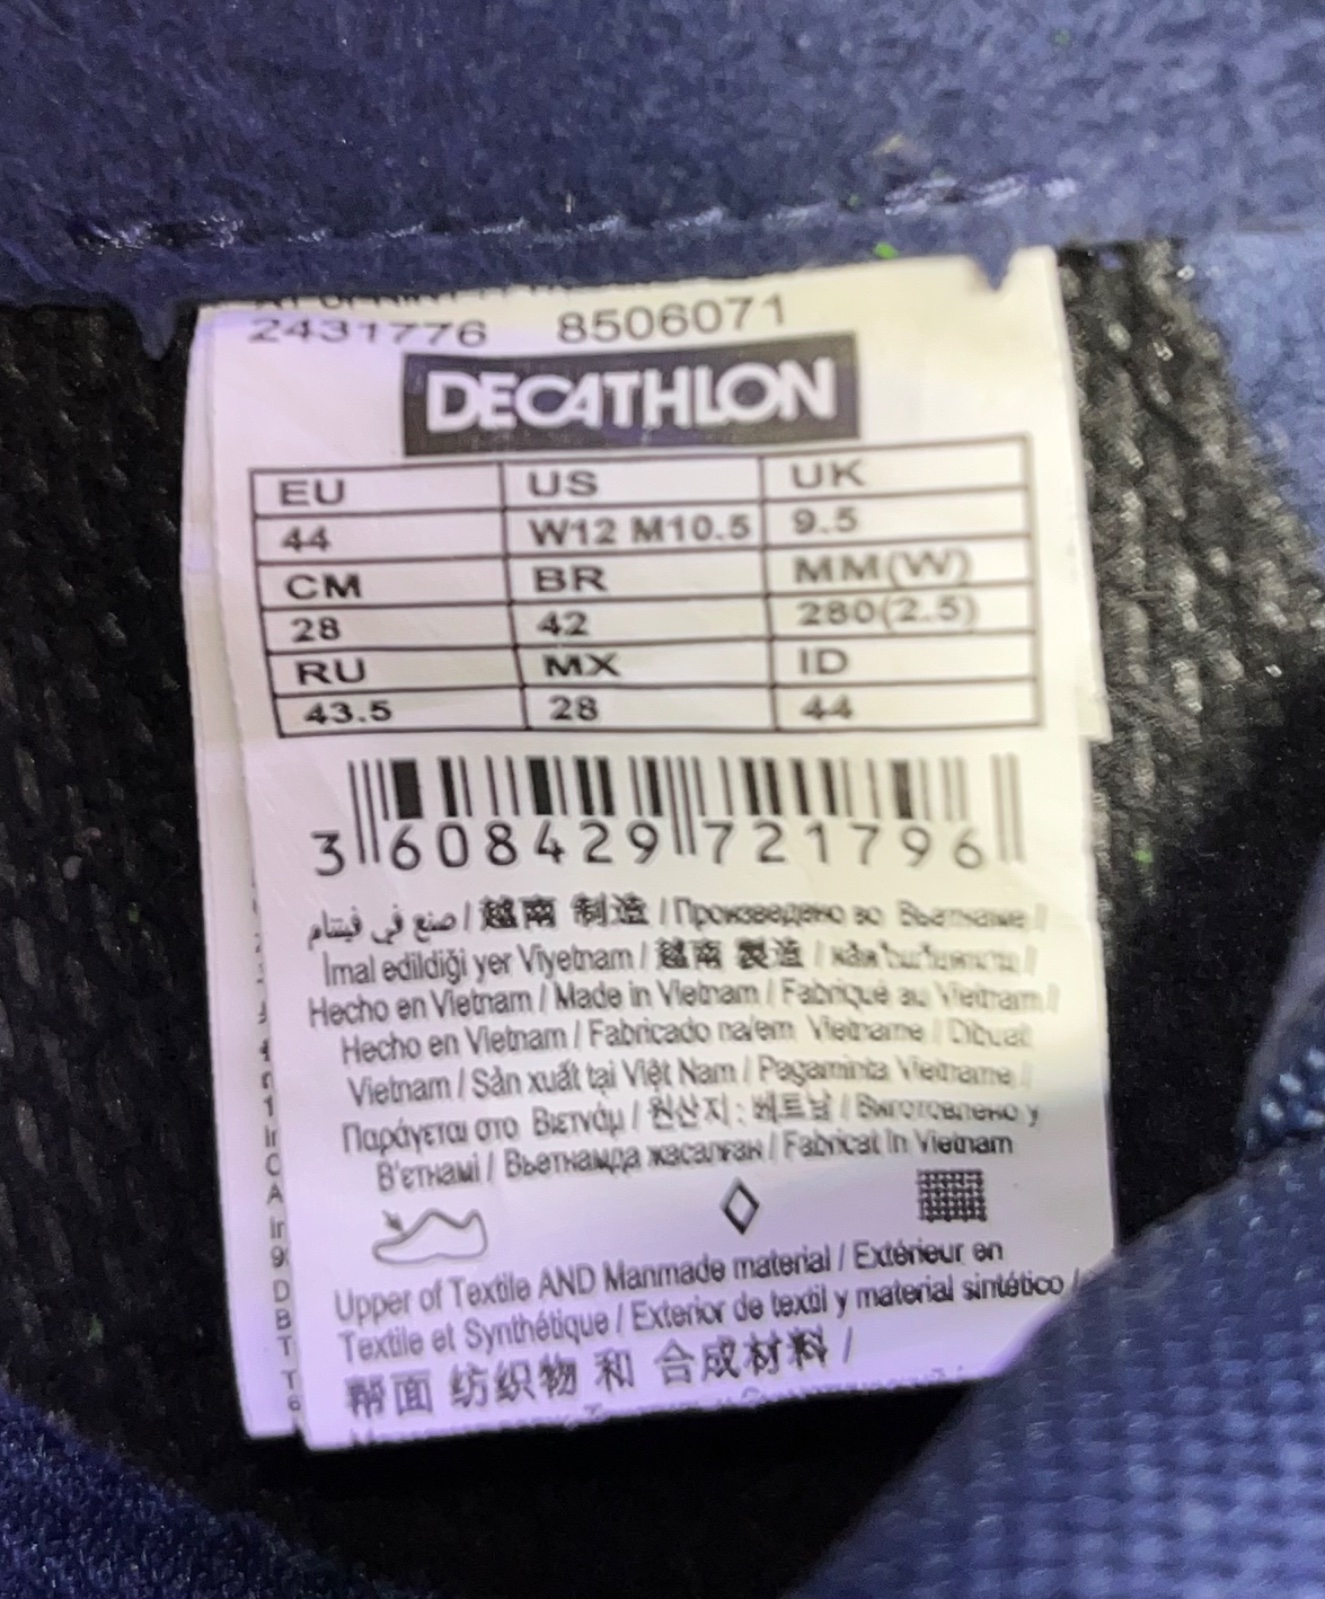 2431776 8506071
DECATHLON
EU US UK
44 W12 M10.5 9.5
CM BR MM(W)
28 42 280(2.5)
RU MX ID
43.5 28 44
3 608429 721796
صنع في فيتنام / 越南 制造 / Произведено во Вьетнаме /
İmal edildiği yer Viyetnam / 越南 製造 /
Hecho en Vietnam / Made in Vietnam / Fabriqué au Vietnam /
Hecho en Vietnam / Fabricado na/em Vietname / Dibuat
Vietnam / Sản xuất tại Việt Nam / Pagaminta Vietname /
Παράγεται στο Βιετνάμ / 원산지 : 베트남 / Виготовлено у
В'єтнамі / Вьетнамда жасалған / Fabricat în Vietnam
Upper of Textile AND Manmade material / Extérieur en
Textile et Synthétique / Exterior de textil y material sintético /
帮面 纺织物 和 合成材料 /